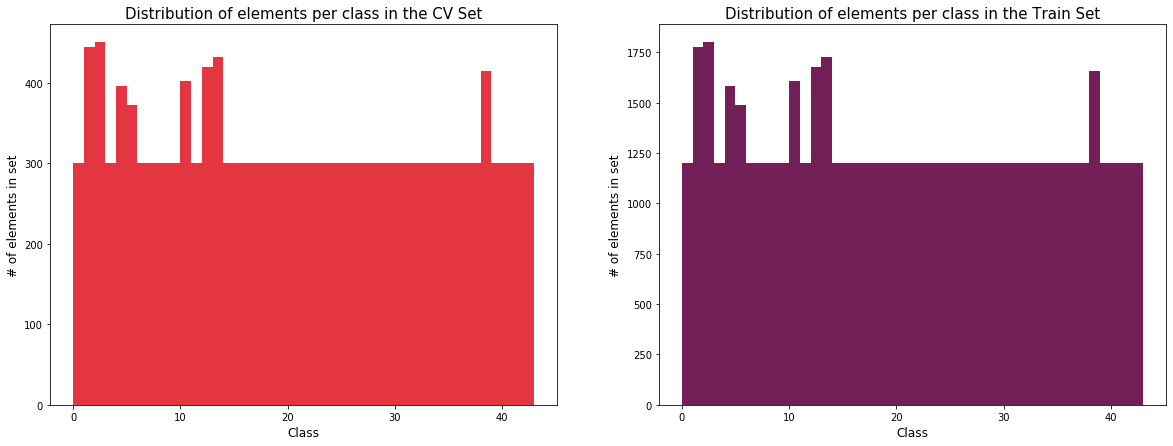 Distribution of elements per class in the CV Set
# of elements in set
400
300
200
100
0
0 10 20 30 40
Class
Distribution of elements per class in the Train Set
# of elements in set
1750
1500
1250
1000
750
500
250
0
0 10 20 30 40
Class